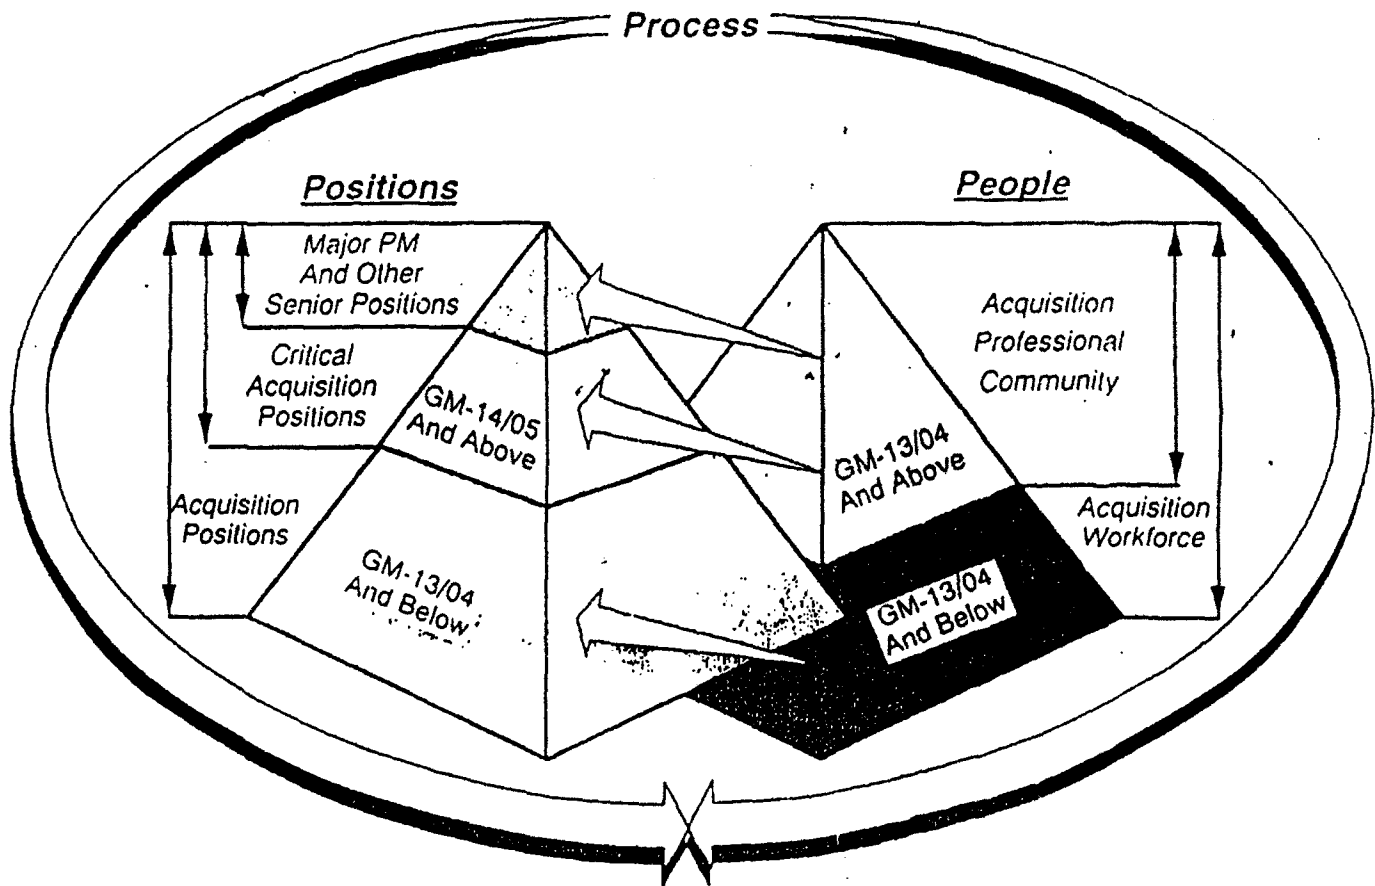 Process
Positions
People
Major PM
And Other
Senior Positions
Critical
Acquisition
Positions
Acquisition
Positions
GM-14/05
And Above
GM-13/04
And Below
Acquisition
Professional
Community
GM-13/04
And Above
Acquisition
Workforce
GM-13/04
And Below